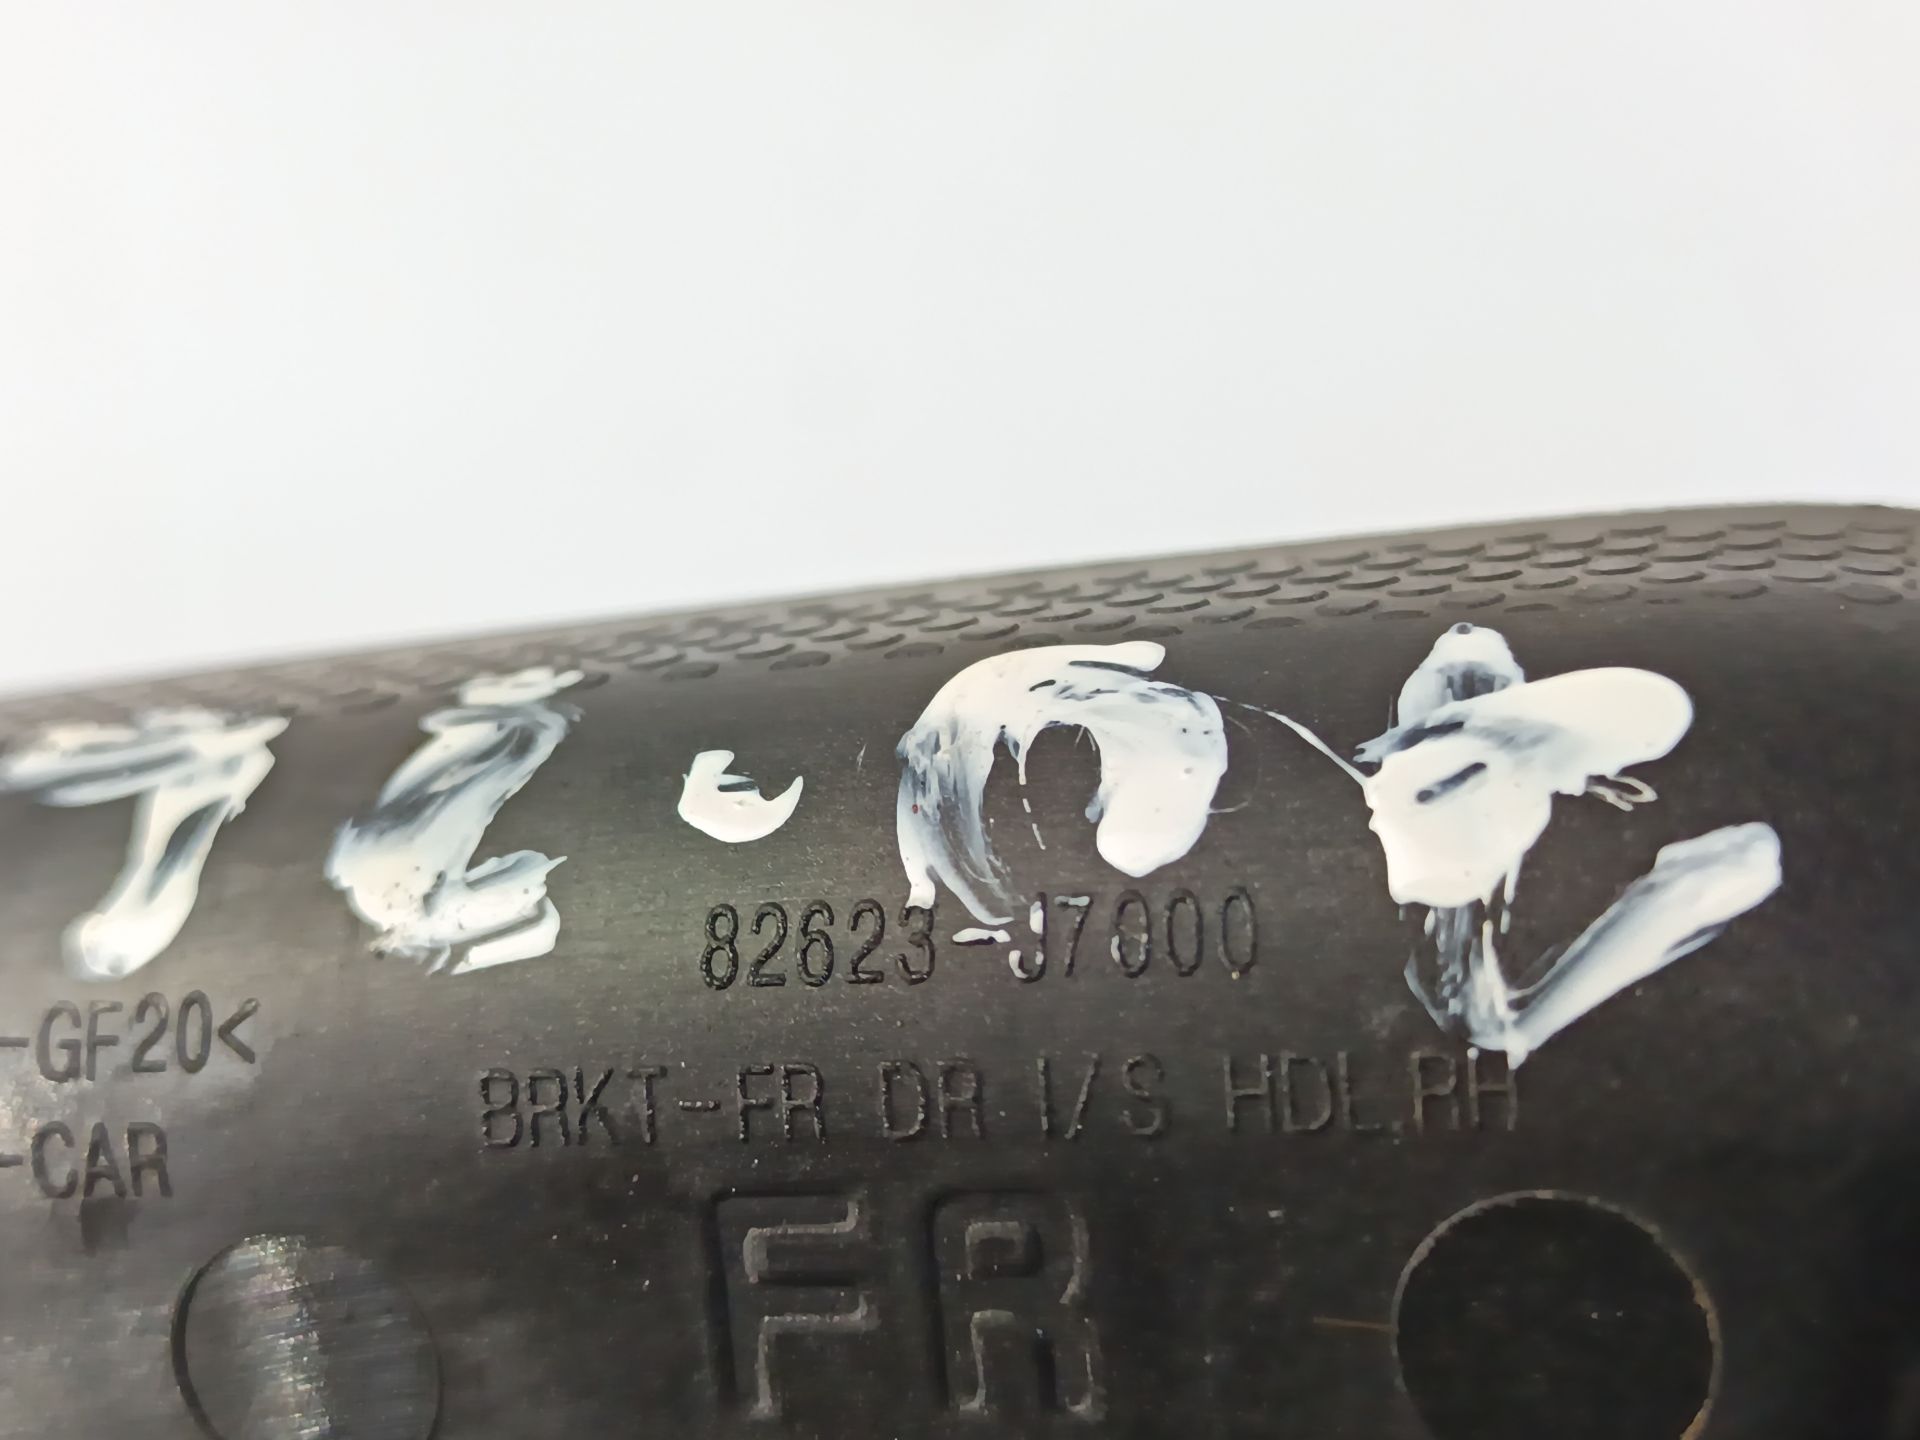 82623-J7000
-GF20<
BRKT-FR DR I/S HDL,RH
-CAR
FR